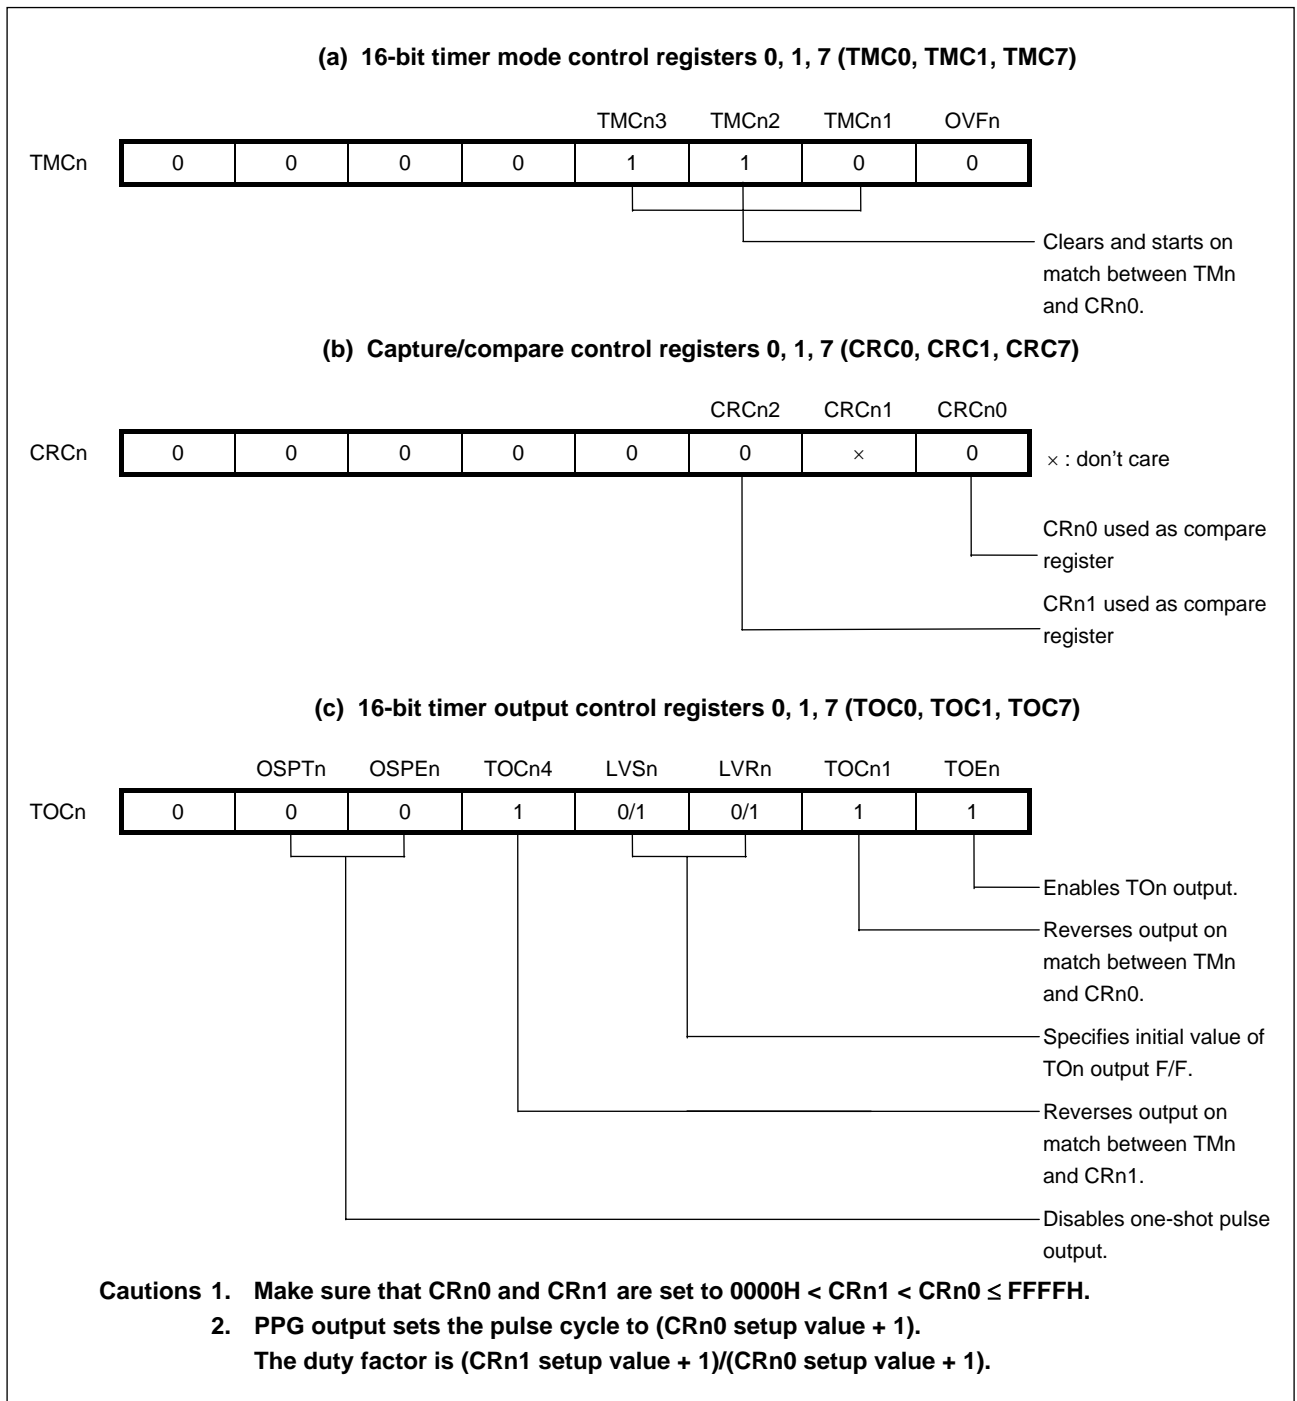 (a) 16-bit timer mode control registers 0, 1, 7 (TMC0, TMC1, TMC7)
TMCn3 TMCn2 TMCn1 OVFn
TMCn 0 0 0 0 1 1 0 0
Clears and starts on
match between TMn
and CRn0.
(b) Capture/compare control registers 0, 1, 7 (CRC0, CRC1, CRC7)
CRCn2 CRCn1 CRCn0
CRCn 0 0 0 0 0 0 × 0 × : don't care
CRn0 used as compare
register
CRn1 used as compare
register
(c) 16-bit timer output control registers 0, 1, 7 (TOC0, TOC1, TOC7)
OSPTn OSPEn TOCn4 LVSn LVRn TOCn1 TOEn
TOCn 0 0 0 1 0/1 0/1 1 1
Enables TOn output.
Reverses output on
match between TMn
and CRn0.
Specifies initial value of
TOn output F/F.
Reverses output on
match between TMn
and CRn1.
Disables one-shot pulse
output.
Cautions 1. Make sure that CRn0 and CRn1 are set to 0000H < CRn1 < CRn0 ≤ FFFFH.
2. PPG output sets the pulse cycle to (CRn0 setup value + 1).
The duty factor is (CRn1 setup value + 1)/(CRn0 setup value + 1).